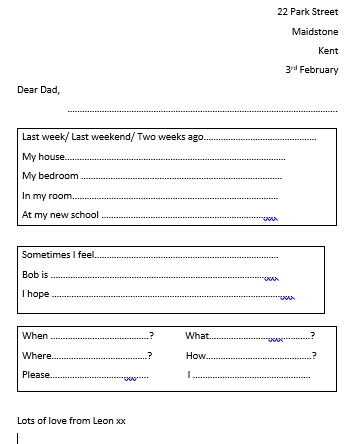 22 Park Street
Maidstone
Kent
3rd February
Dear Dad,
..........................................................................................
Last week/ Last weekend/ Two weeks ago......................................
My house..........................................................................
My bedroom ...................................................................
In my room.....................................................................
At my new school ...........................................................
Sometimes I feel.............................................................
Bob is ............................................................................
I hope .................................................................................
When .................................? What..................................?
Where................................? How...................................?
Please................................. I .......................................
Lots of love from Leon xx